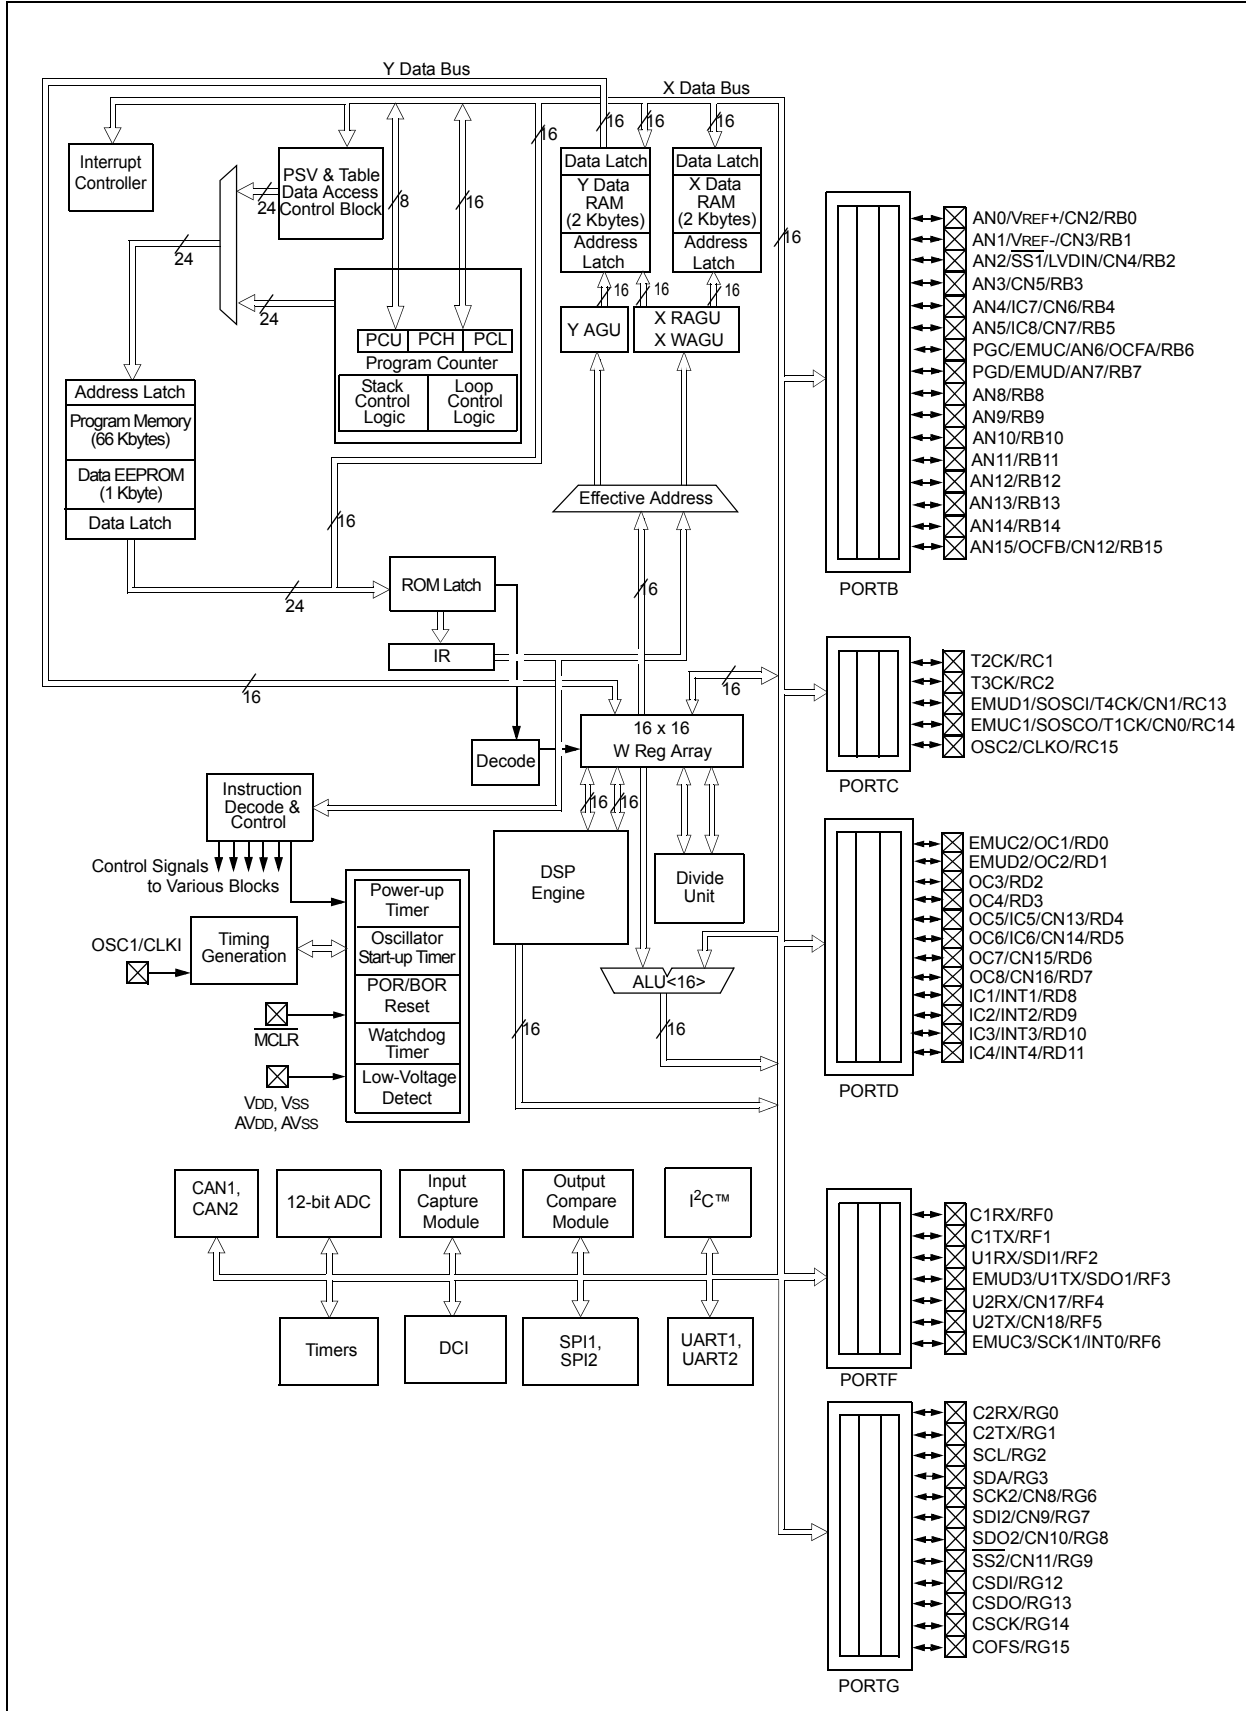 Y Data Bus
X Data Bus
16
16
16
16
Interrupt
Controller
PSV & Table
Data Access
Control Block
24
8
16
Data Latch
Y Data
RAM
(2 Kbytes)
Address
Latch
Data Latch
X Data
RAM
(2 Kbytes)
Address
Latch
16
24
24
16
16
16
Y AGU
X RAGU
X WAGU
PCU
PCH
PCL
Program Counter
Stack
Control
Logic
Loop
Control
Logic
Address Latch
Program Memory
(66 Kbytes)
Data EEPROM
(1 Kbyte)
Data Latch
Effective Address
16
24
ROM Latch
16
IR
16
16
16 x 16
W Reg Array
Decode
Instruction
Decode &
Control
16
16
Control Signals
to Various Blocks
DSP
Engine
Divide
Unit
Power-up
Timer
Oscillator
Start-up Timer
POR/BOR
Reset
Watchdog
Timer
Low-Voltage
Detect
OSC1/CLKI
Timing
Generation
ALU<16>
MCLR
16
16
VDD, VSS
AVDD, AVSS
CAN1,
CAN2
12-bit ADC
Input
Capture
Module
Output
Compare
Module
I2C™
Timers
DCI
SPI1,
SPI2
UART1,
UART2
AN0/VREF+/CN2/RB0
AN1/VREF-/CN3/RB1
AN2/SS1/LVDIN/CN4/RB2
AN3/CN5/RB3
AN4/IC7/CN6/RB4
AN5/IC8/CN7/RB5
PGC/EMUC/AN6/OCFA/RB6
PGD/EMUD/AN7/RB7
AN8/RB8
AN9/RB9
AN10/RB10
AN11/RB11
AN12/RB12
AN13/RB13
AN14/RB14
AN15/OCFB/CN12/RB15
PORTB
T2CK/RC1
T3CK/RC2
EMUD1/SOSCI/T4CK/CN1/RC13
EMUC1/SOSCO/T1CK/CN0/RC14
OSC2/CLKO/RC15
PORTC
EMUC2/OC1/RD0
EMUD2/OC2/RD1
OC3/RD2
OC4/RD3
OC5/IC5/CN13/RD4
OC6/IC6/CN14/RD5
OC7/CN15/RD6
OC8/CN16/RD7
IC1/INT1/RD8
IC2/INT2/RD9
IC3/INT3/RD10
IC4/INT4/RD11
PORTD
C1RX/RF0
C1TX/RF1
U1RX/SDI1/RF2
EMUD3/U1TX/SDO1/RF3
U2RX/CN17/RF4
U2TX/CN18/RF5
EMUC3/SCK1/INT0/RF6
PORTF
C2RX/RG0
C2TX/RG1
SCL/RG2
SDA/RG3
SCK2/CN8/RG6
SDI2/CN9/RG7
SDO2/CN10/RG8
SS2/CN11/RG9
CSDI/RG12
CSDO/RG13
CSCK/RG14
COFS/RG15
PORTG